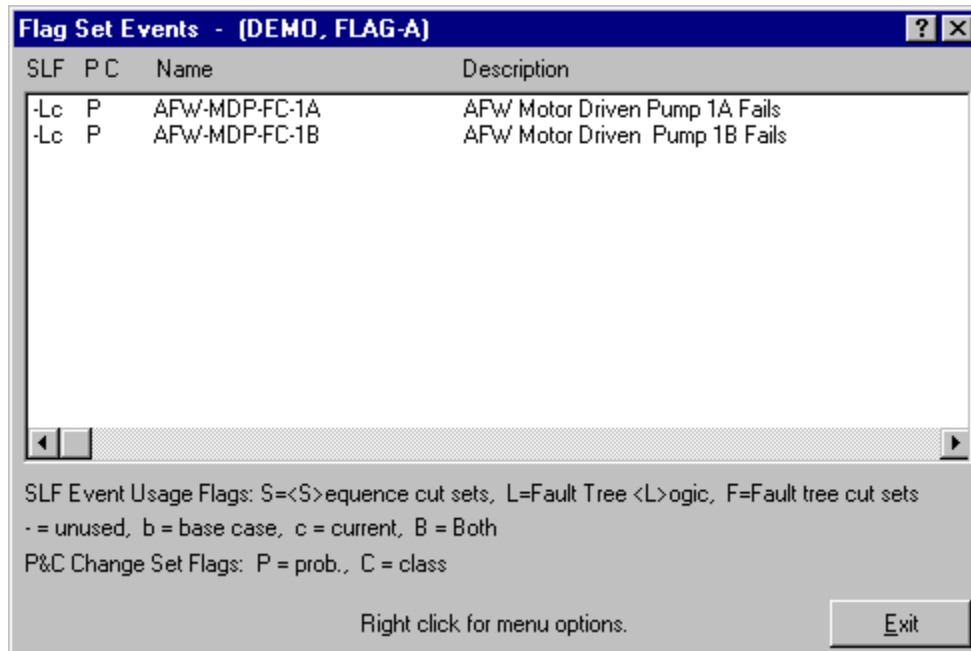 Flag Set Events - (DEMO, FLAG-A)
SLF P C Name Description
-Lc P AFW-MDP-FC-1A AFW Motor Driven Pump 1A Fails
-Lc P AFW-MDP-FC-1B AFW Motor Driven Pump 1B Fails
SLF Event Usage Flags: S=<S>equence cut sets, L=Fault Tree <L>ogic, F=Fault tree cut sets
- = unused, b = base case, c = current, B = Both
P&C Change Set Flags: P = prob., C = class
Right click for menu options. Exit